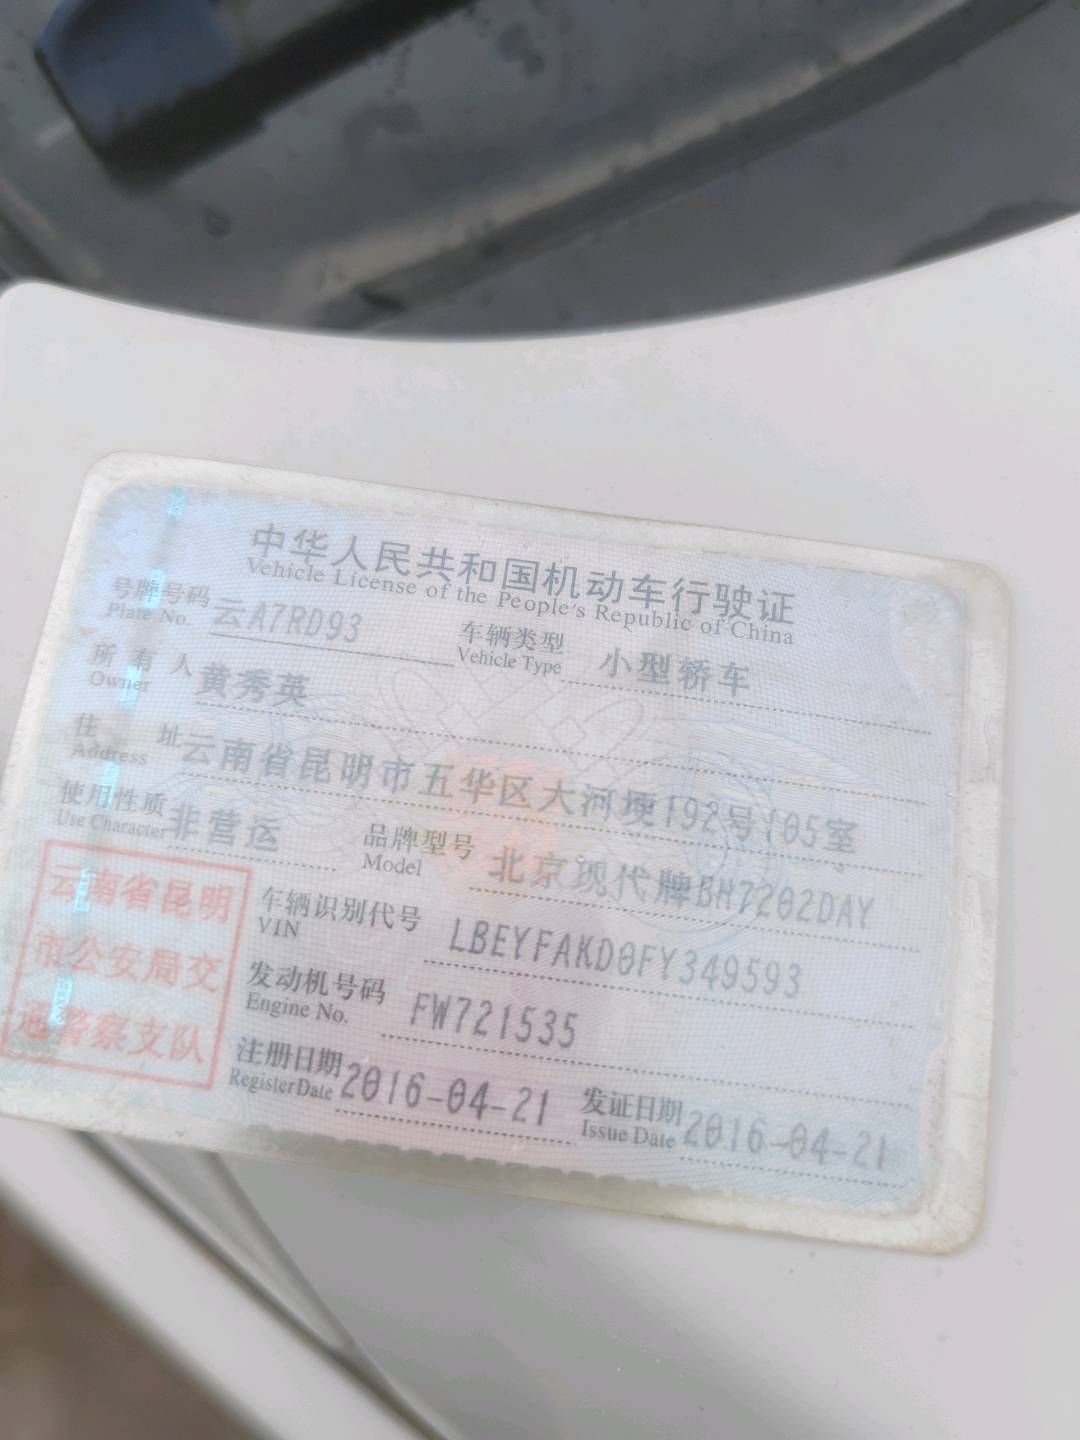 中华人民共和国机动车行驶证
Vehicle License of the People's Republic of China
号牌号码 云A7RD93 车辆类型 小型轿车
Plate No. Vehicle Type
所有人 黄秀英
Owner
住址 云南省昆明市五华区大河埂192号105室
Address
使用性质 非营运 品牌型号 北京现代牌BH7202DAY
Use Character Model
车辆识别代号 LBEYFAKD0FY349593
VIN
发动机号码 FW721535
Engine No.
注册日期 2016-04-21 发证日期 2016-04-21
Register Date Issue Date
云南省昆明
市公安局交
通警察支队